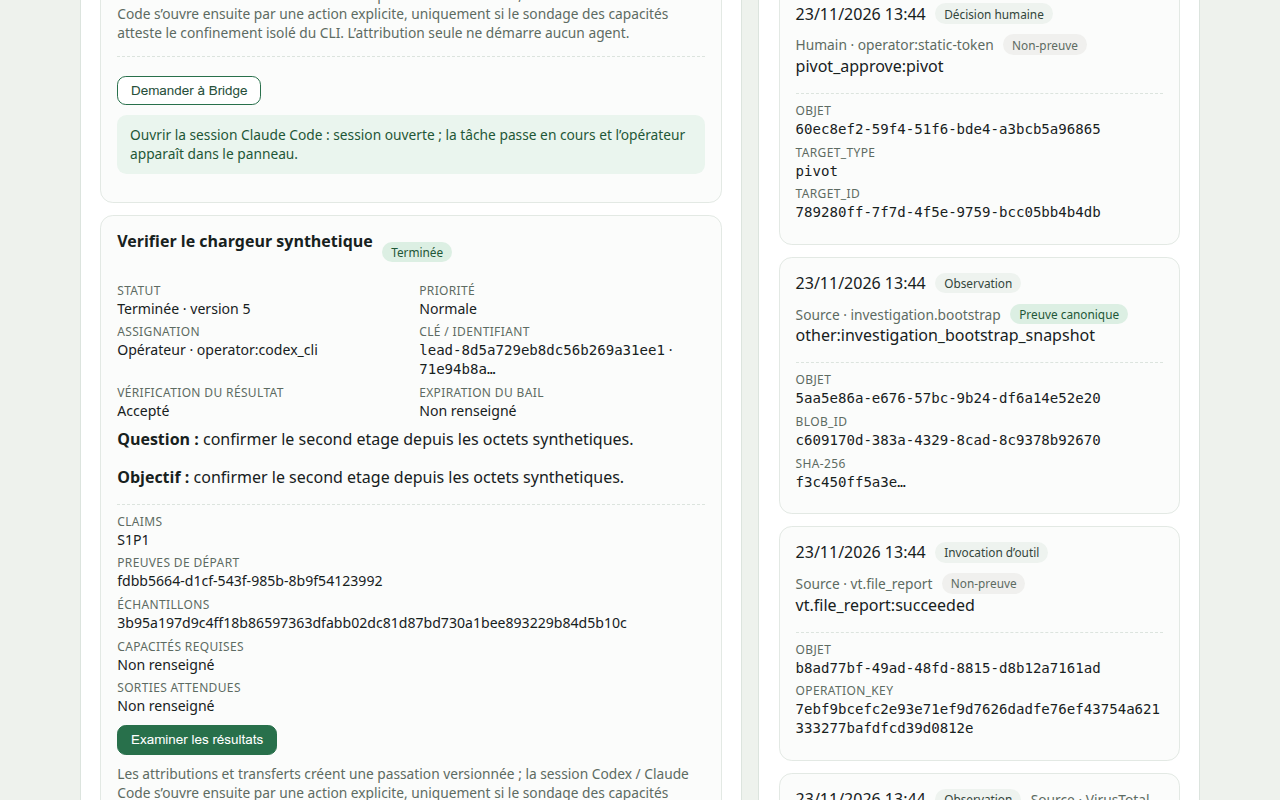 Code s’ouvre ensuite par une action explicite, uniquement si le sondage des capacités
atteste le confinement isolé du CLI. L’attribution seule ne démarre aucun agent.
Demander à Bridge
Ouvrir la session Claude Code : session ouverte ; la tâche passe en cours et l’opérateur
apparaît dans le panneau.
Verifier le chargeur synthetique
Terminée
STATUT
Terminée · version 5
PRIORITÉ
Normale
ASSIGNATION
Opérateur · operator:codex_cli
CLÉ / IDENTIFIANT
lead-8d5a729eb8dc56b269a31ee1 ·
71e94b8a…
VÉRIFICATION DU RÉSULTAT
Accepté
EXPIRATION DU BAIL
Non renseigné
Question : confirmer le second etage depuis les octets synthetiques.
Objectif : confirmer le second etage depuis les octets synthetiques.
CLAIMS
S1P1
PREUVES DE DÉPART
fdbb5664-d1cf-543f-985b-8b9f54123992
ÉCHANTILLONS
3b95a197d9c4ff18b86597363dfabb02dc81d87bd730a1bee893229b84d5b10c
CAPACITÉS REQUISES
Non renseigné
SORTIES ATTENDUES
Non renseigné
Examiner les résultats
Les attributions et transferts créent une passation versionnée ; la session Codex / Claude
Code s’ouvre ensuite par une action explicite, uniquement si le sondage des capacités
23/11/2026 13:44 Décision humaine
Humain · operator:static-token Non-preuve
pivot_approve:pivot
OBJET
60ec8ef2-59f4-51f6-bde4-a3bcb5a96865
TARGET_TYPE
pivot
TARGET_ID
789280ff-7f7d-4f5e-9759-bcc05bb4b4db
23/11/2026 13:44 Observation
Source · investigation.bootstrap Preuve canonique
other:investigation_bootstrap_snapshot
OBJET
5aa5e86a-e676-57bc-9b24-df6a14e52e20
BLOB_ID
c609170d-383a-4329-8cad-8c9378b92670
SHA-256
f3c450ff5a3e…
23/11/2026 13:44 Invocation d’outil
Source · vt.file_report Non-preuve
vt.file_report:succeeded
OBJET
b8ad77bf-49ad-48fd-8815-d8b12a7161ad
OPERATION_KEY
7ebf9bcefc2e93e71ef9d7626dadfe76ef43754a621
333277bafdfcd39d0812e
23/11/2026 13:44 Observation Source · VirusTotal